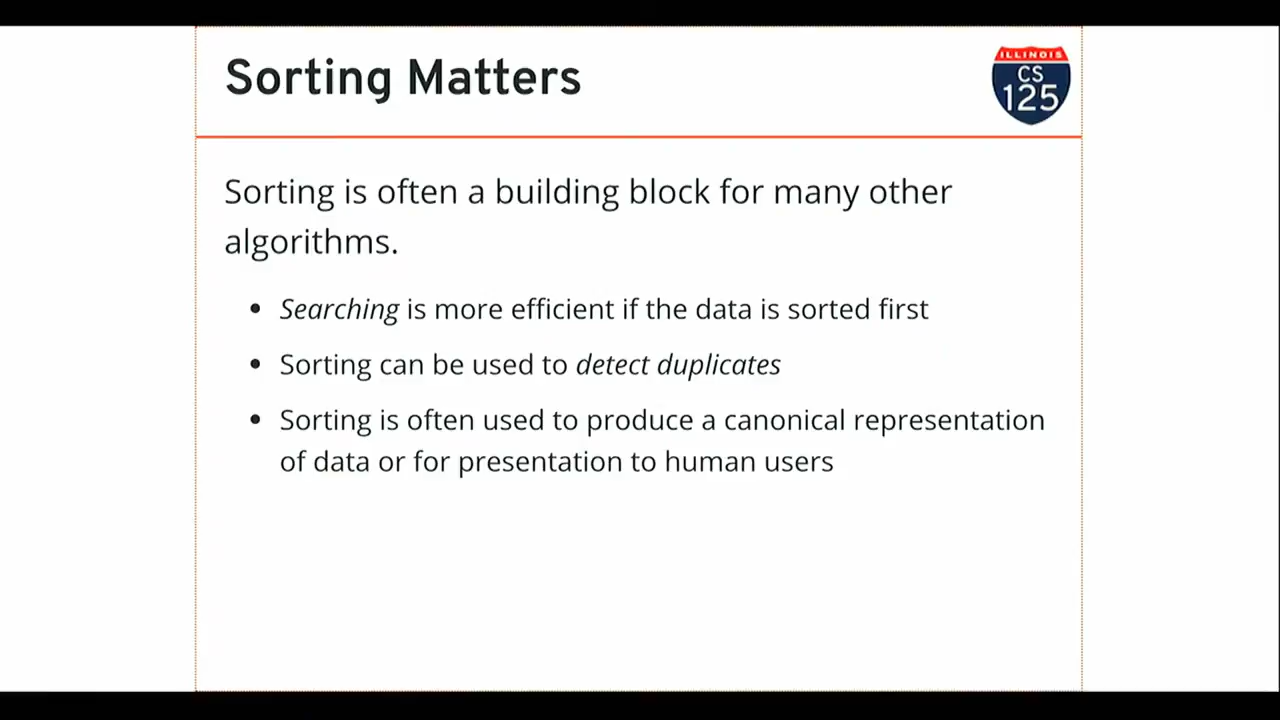 Sorting Matters
ILLINOIS
CS
125
Sorting is often a building block for many other
algorithms.
• Searching is more efficient if the data is sorted first
• Sorting can be used to detect duplicates
• Sorting is often used to produce a canonical representation
of data or for presentation to human users